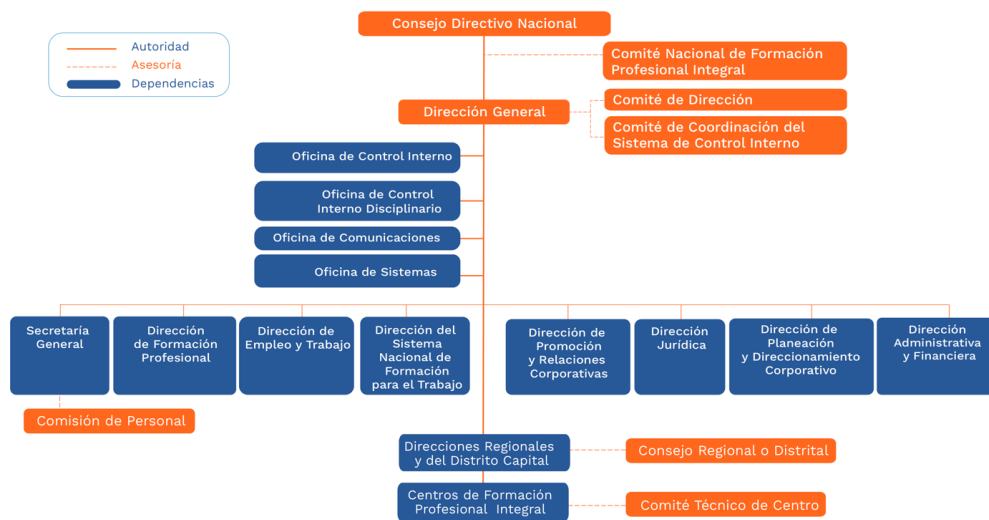 Consejo Directivo Nacional
Autoridad
Asesoría
Dependencias
Comité Nacional de Formación
Profesional Integral
Dirección General
Comité de Dirección
Comité de Coordinación del
Sistema de Control Interno
Oficina de Control Interno
Oficina de Control
Interno Disciplinario
Oficina de Comunicaciones
Oficina de Sistemas
Secretaría
General
Dirección
de Formación
Profesional
Dirección de
Empleo y Trabajo
Dirección del
Sistema
Nacional de
Formación
para el Trabajo
Dirección de
Promoción
y Relaciones
Corporativas
Dirección
Jurídica
Dirección de
Planeación
y Direccionamiento
Corporativo
Dirección
Administrativa
y Financiera
Comisión de Personal
Direcciones Regionales
y del Distrito Capital
Consejo Regional o Distrital
Centros de Formación
Profesional Integral
Comité Técnico de Centro